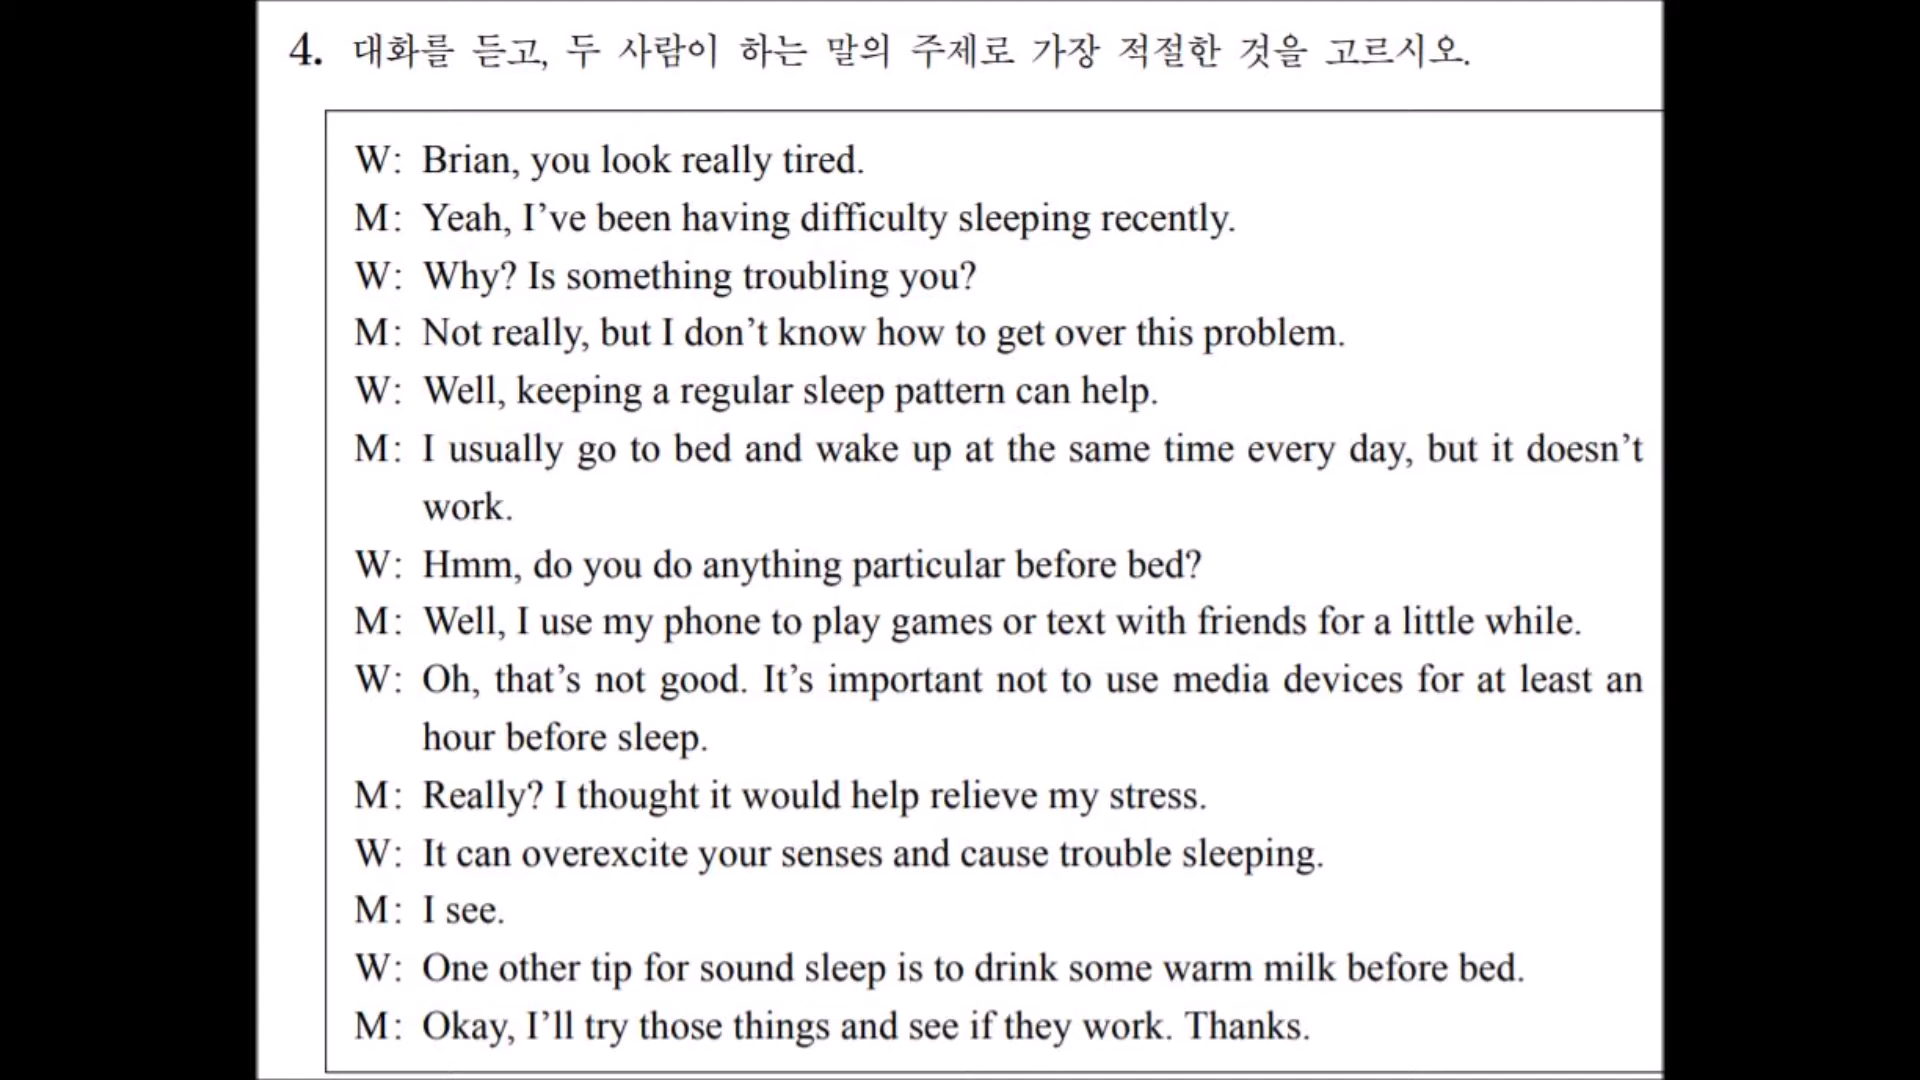 4. 대화를 듣고, 두 사람이 하는 말의 주제로 가장 적절한 것을 고르시오.
W: Brian, you look really tired.
M: Yeah, I’ve been having difficulty sleeping recently.
W: Why? Is something troubling you?
M: Not really, but I don’t know how to get over this problem.
W: Well, keeping a regular sleep pattern can help.
M: I usually go to bed and wake up at the same time every day, but it doesn’t
work.
W: Hmm, do you do anything particular before bed?
M: Well, I use my phone to play games or text with friends for a little while.
W: Oh, that’s not good. It’s important not to use media devices for at least an
hour before sleep.
M: Really? I thought it would help relieve my stress.
W: It can overexcite your senses and cause trouble sleeping.
M: I see.
W: One other tip for sound sleep is to drink some warm milk before bed.
M: Okay, I’ll try those things and see if they work. Thanks.